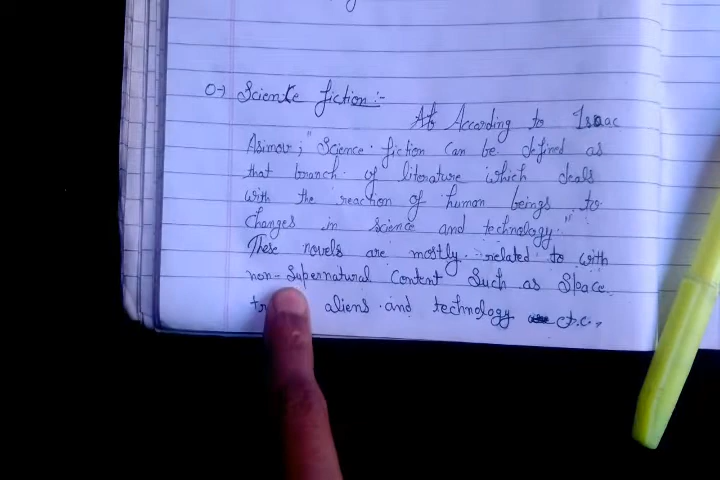 O→ Science fiction :-
According to Isaac
Asimov ; "Science fiction can be defined as
that branch of literature which deals
with the reaction of human beings to
changes in science and technology."
These novels are mostly related to with
non-Supernatural Content Such as Space
aliens and technology etc.,